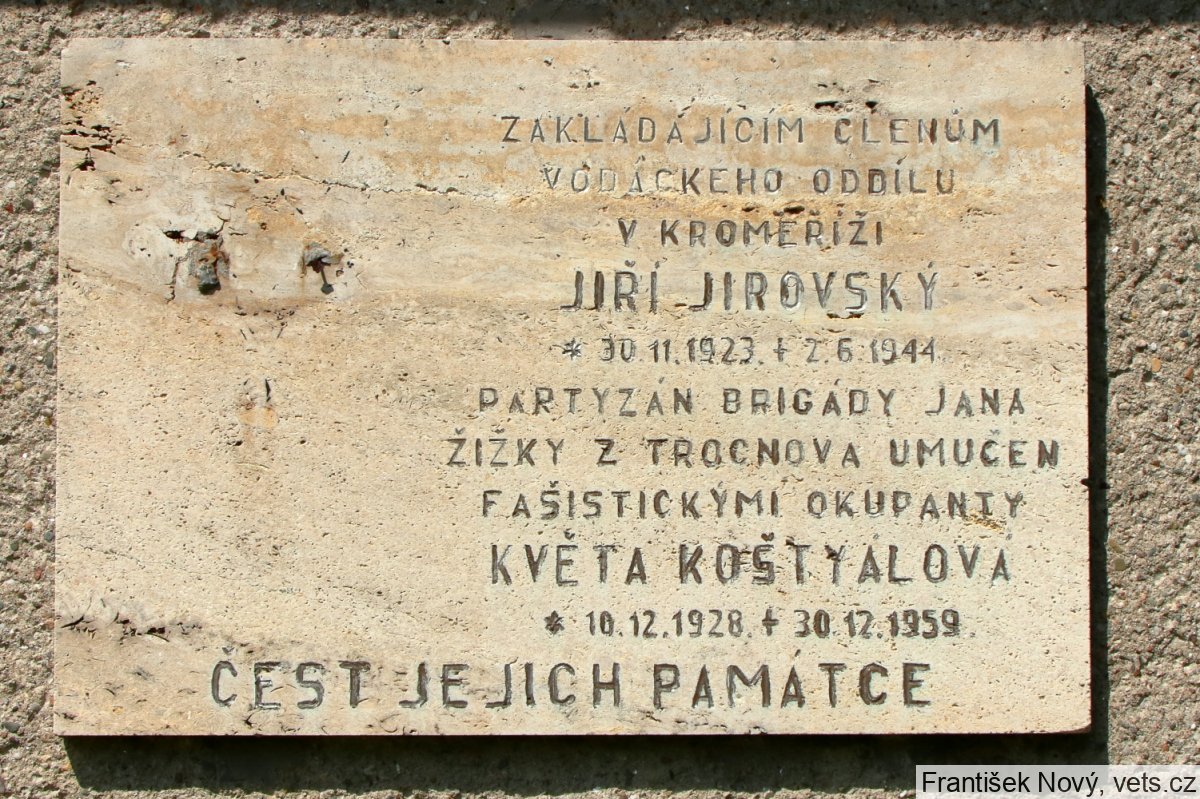 ZAKLÁDAJÍCÍM ČLENŮM
VODÁCKÉHO ODDÍLU
V KROMĚŘÍŽI
JIŘÍ JIROVSKÝ
* 30.11.1923. + 2.6.1944.
PARTYZÁN BRIGÁDY JANA
ŽIŽKY Z TROCNOVA UMUČEN
FAŠISTICKÝMI OKUPANTY
KVĚTA KOŠTYÁLOVÁ
* 10.12.1928. + 30.12.1959.
ČEST JEJICH PAMÁTCE
František Nový, vets.cz